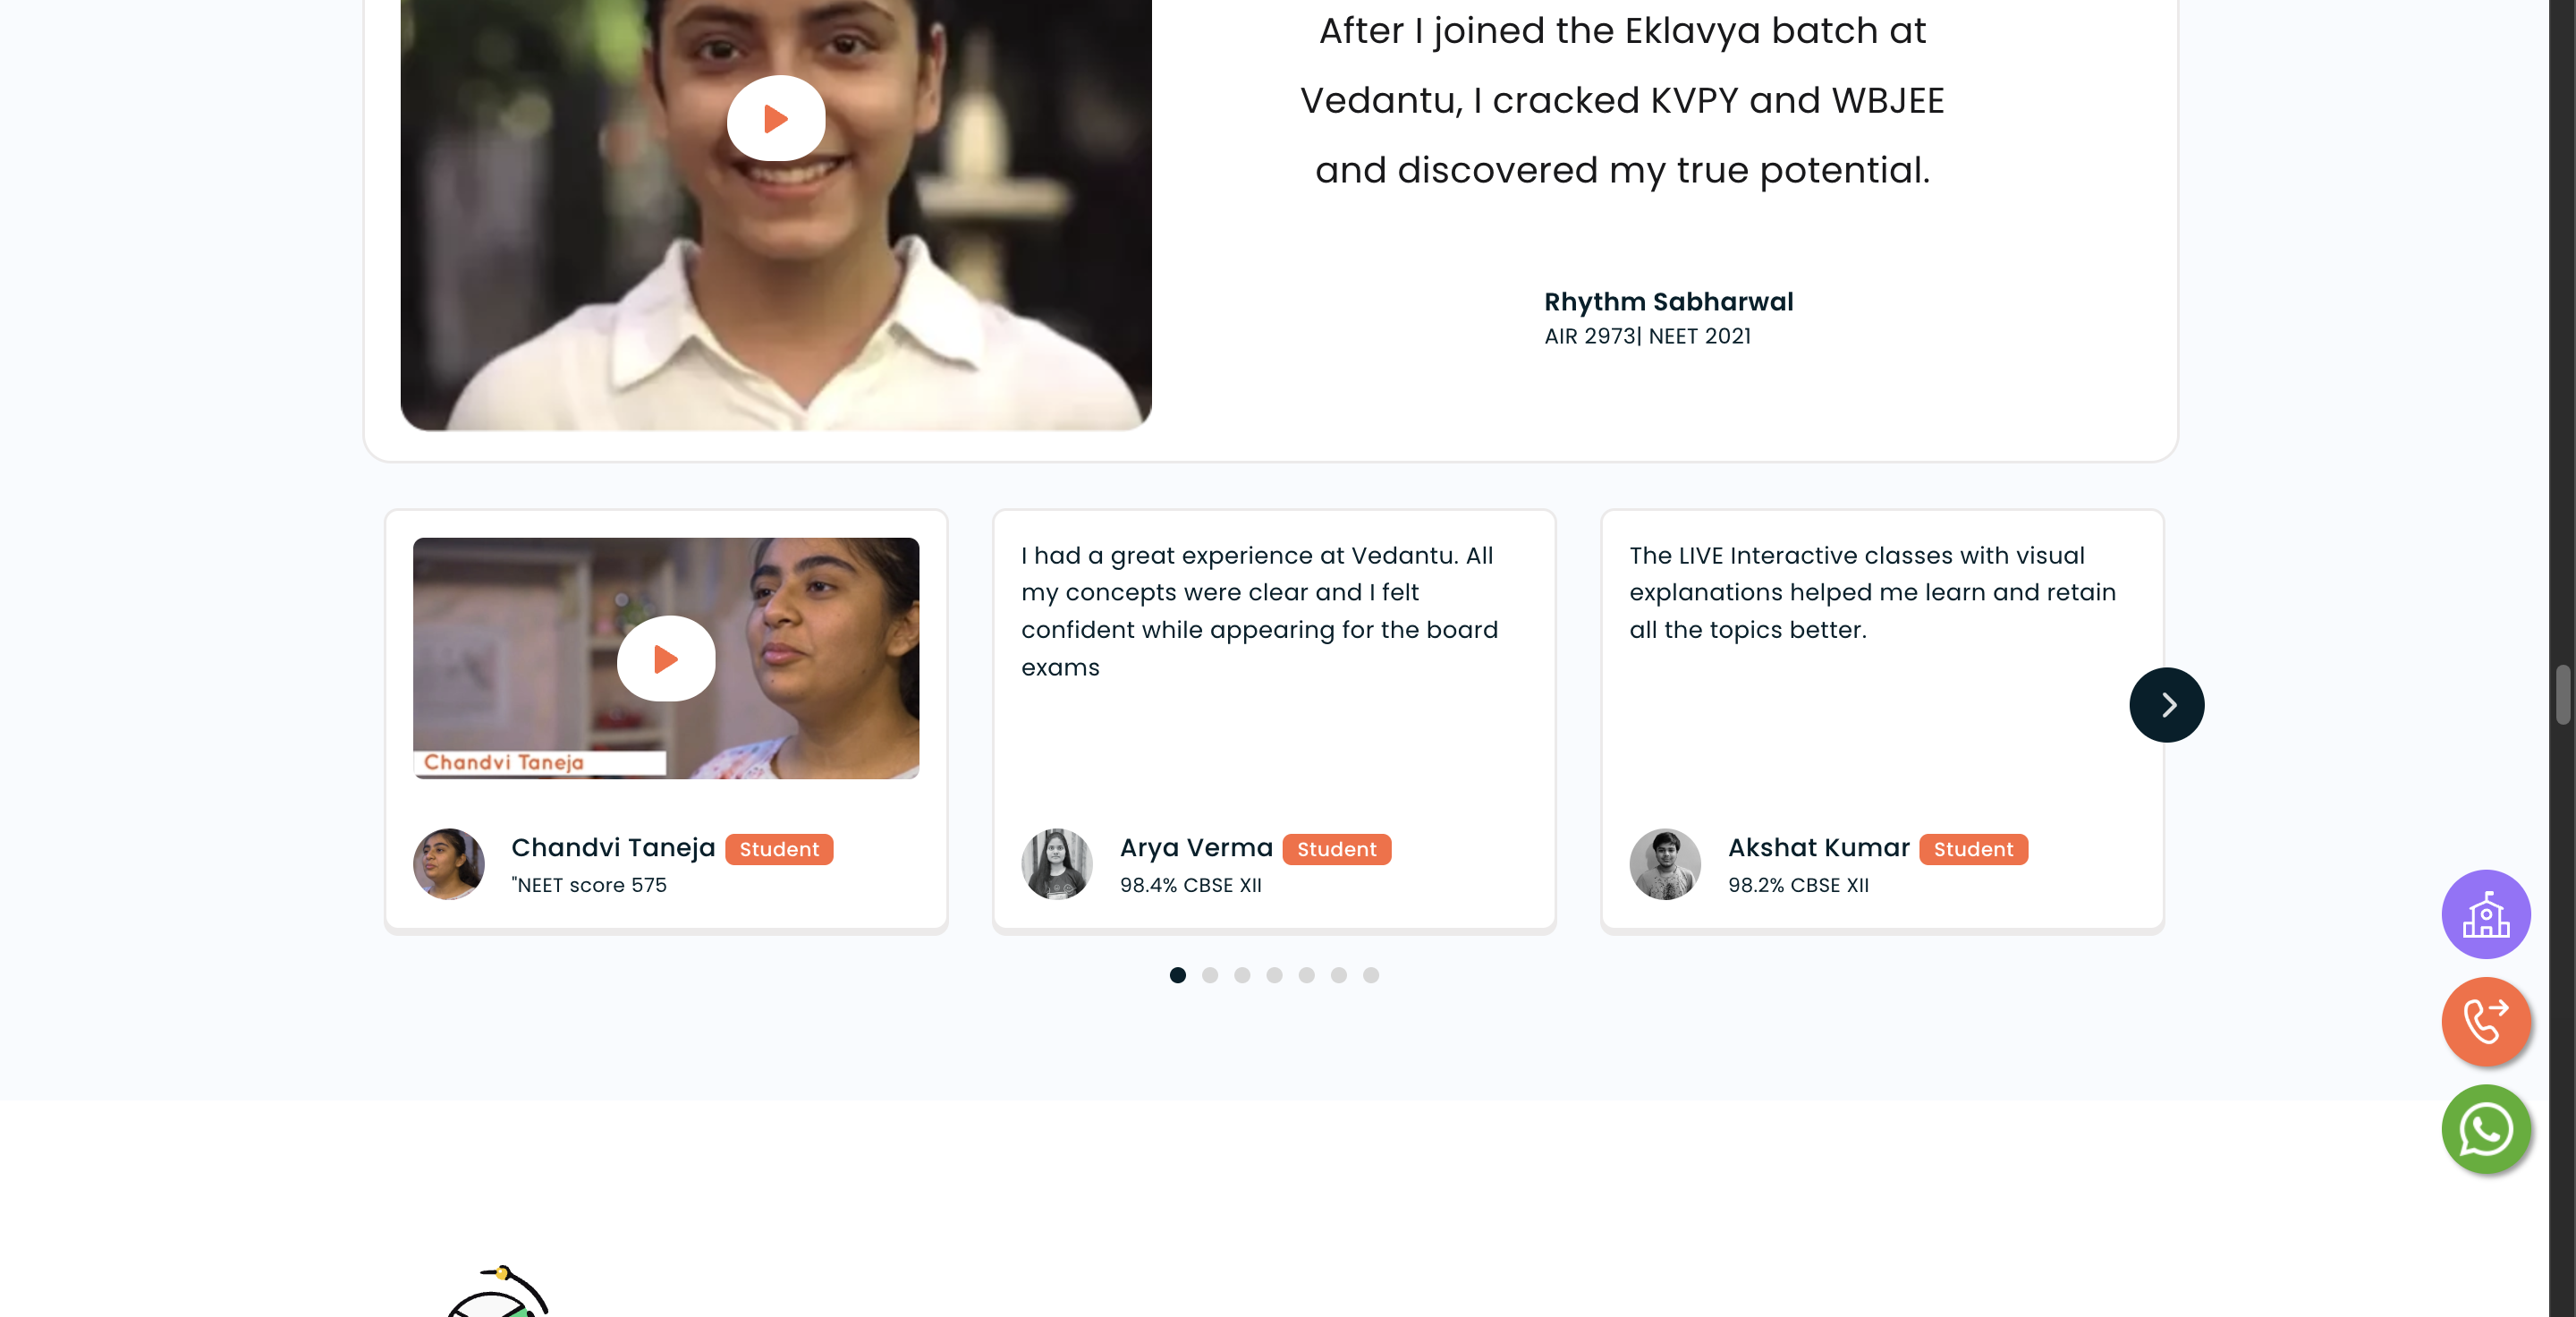 After I joined the Eklavya batch at
Vedantu, I cracked KVPY and WBJEE
and discovered my true potential.
Rhythm Sabharwal
AIR 2973| NEET 2021
Chandvi Taneja
Chandvi Taneja Student
"NEET score 575
I had a great experience at Vedantu. All
my concepts were clear and I felt
confident while appearing for the board
exams
Arya Verma Student
98.4% CBSE XII
The LIVE Interactive classes with visual
explanations helped me learn and retain
all the topics better.
Akshat Kumar Student
98.2% CBSE XII